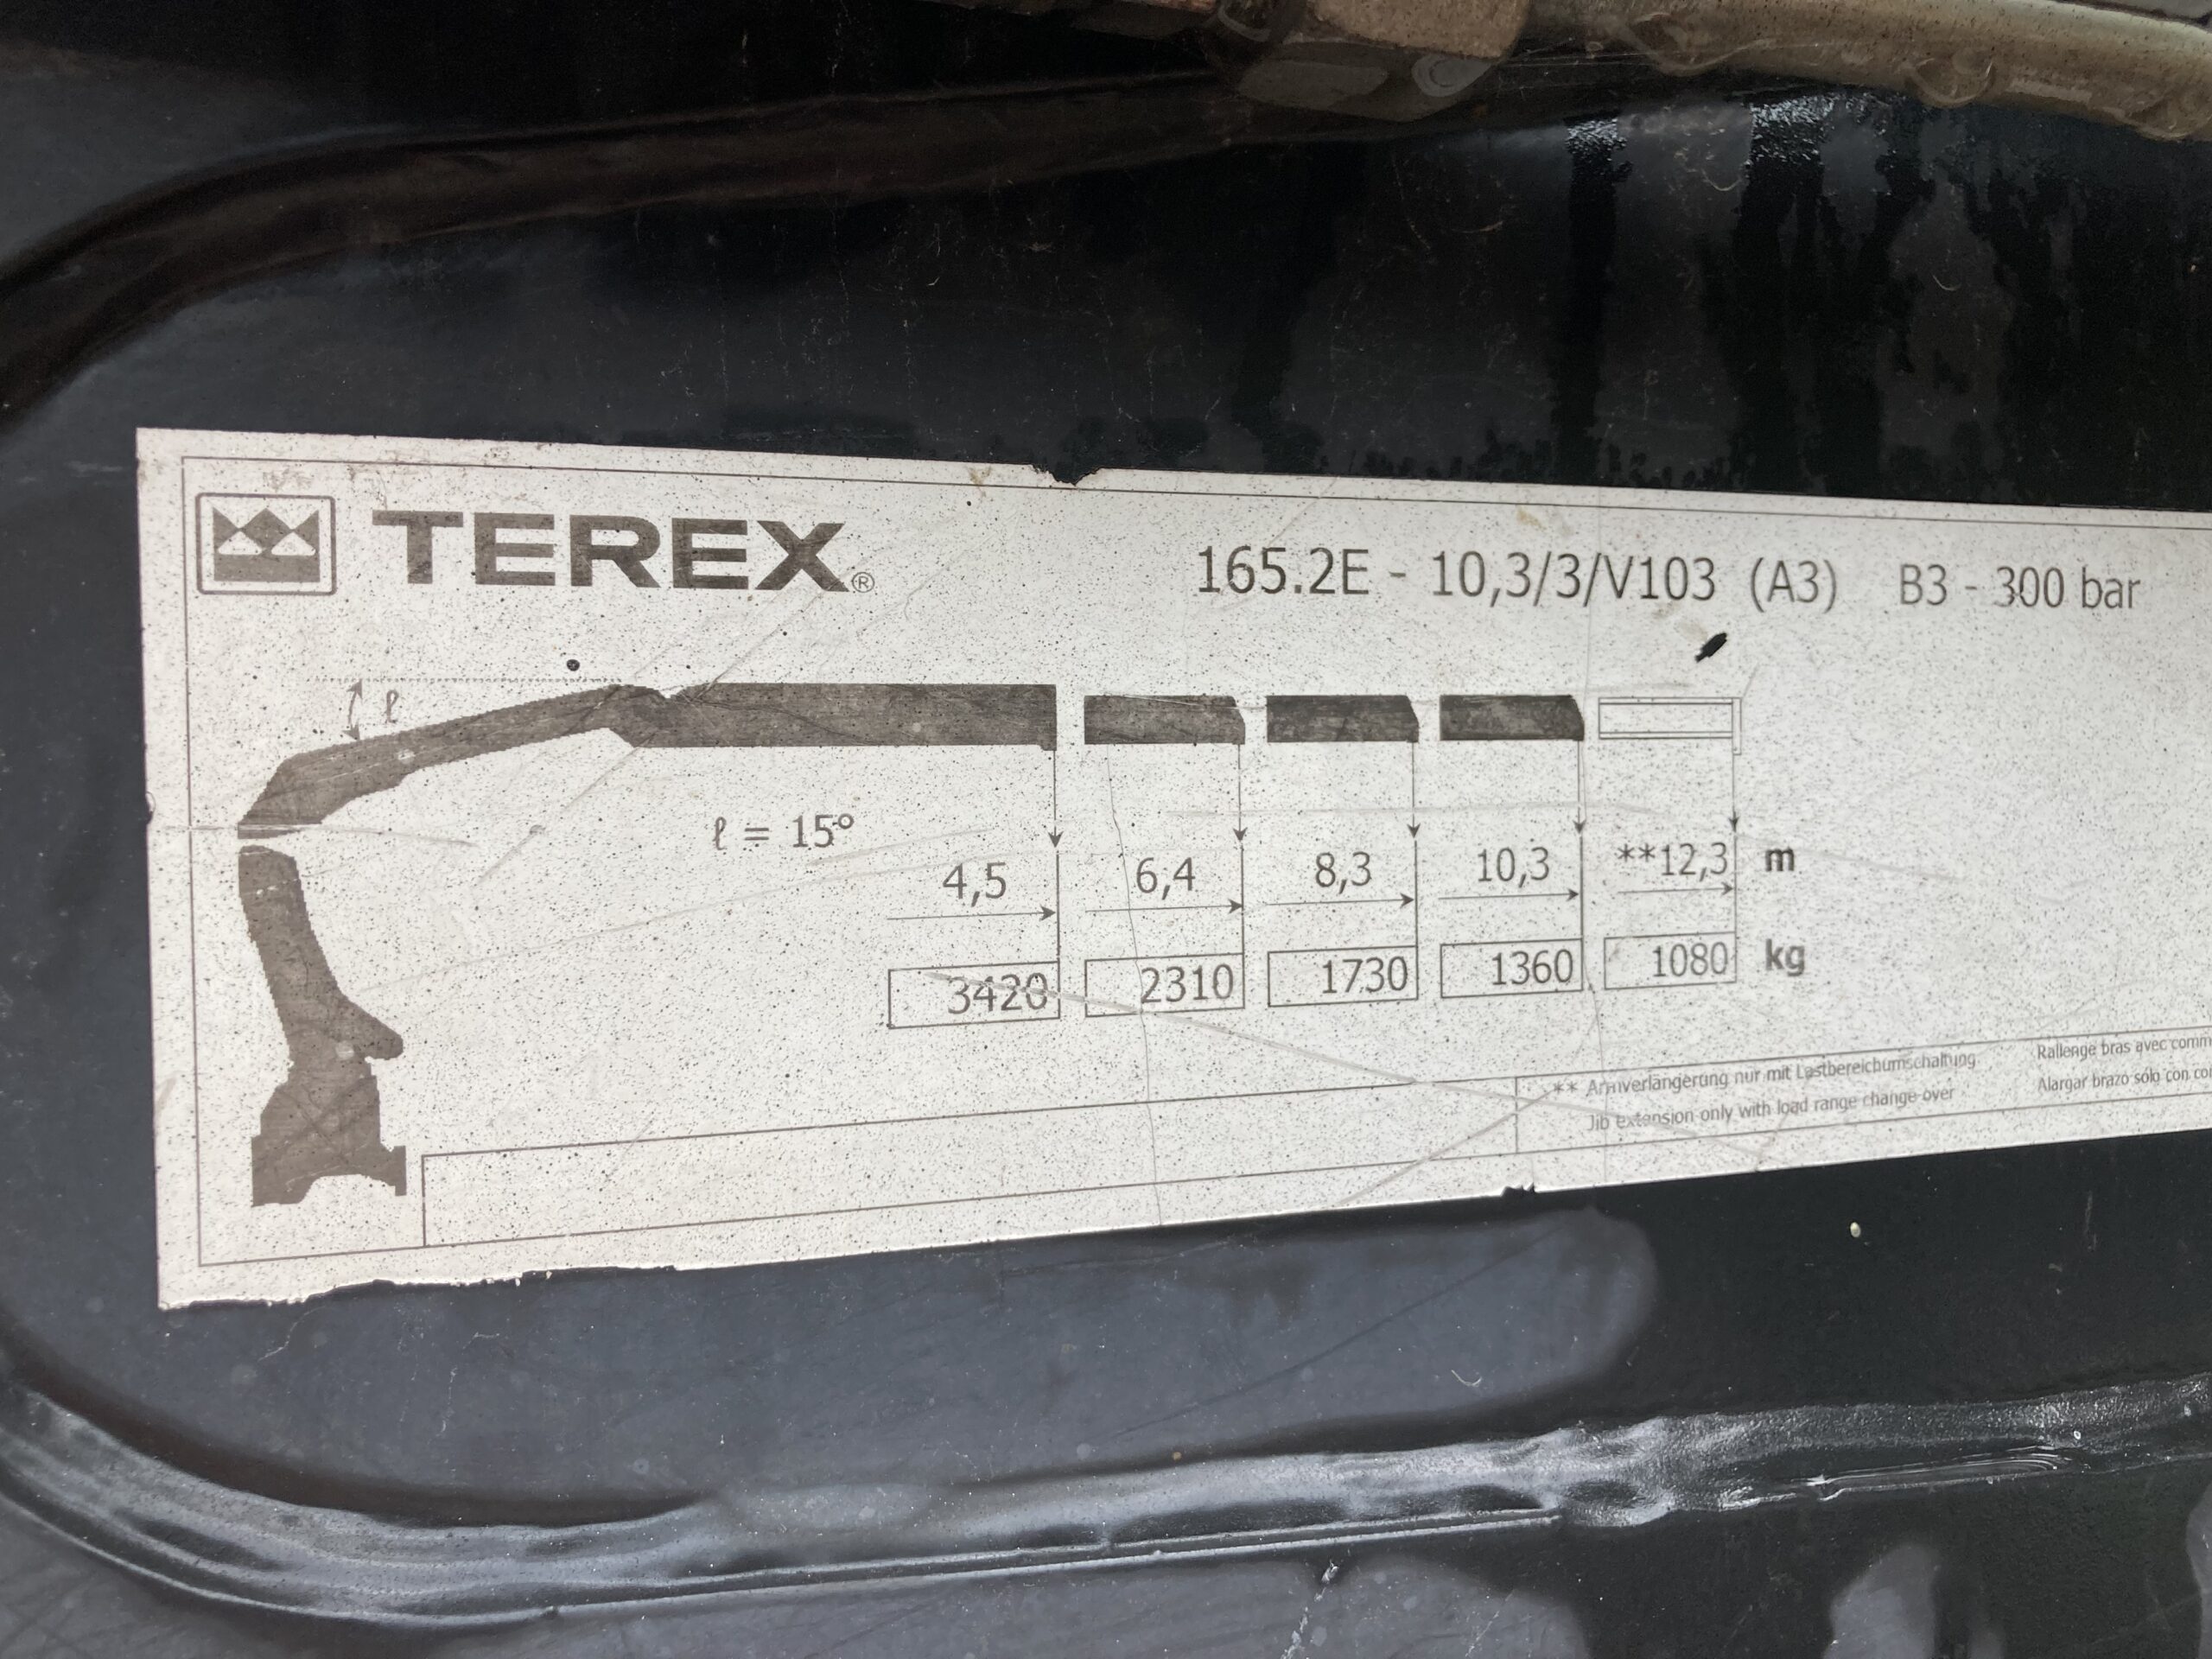 TEREX®
165.2E - 10,3/3/V103 (A3) B3 - 300 bar
ℓ
ℓ = 15°
4,5 6,4 8,3 10,3 **12,3 m
3420 2310 1730 1360 1080 kg
** Armverlängerung nur mit Lastbereichumschaltung
Jib extension only with load range change over
Rallenge bras avec comm
Alargar brazo sólo con co